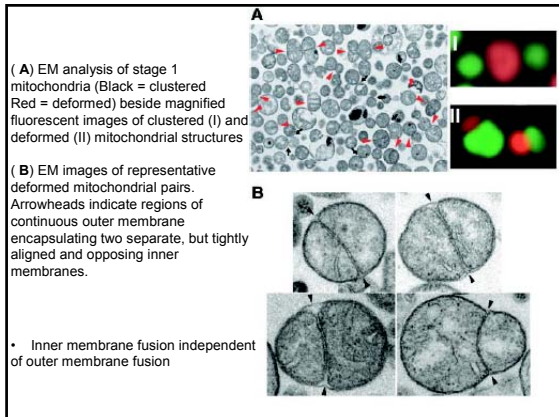 ( A) EM analysis of stage 1
mitochondria (Black = clustered
Red = deformed) beside magnified
fluorescent images of clustered (I) and
deformed (II) mitochondrial structures
( B) EM images of representative
deformed mitochondrial pairs.
Arrowheads indicate regions of
continuous outer membrane
encapsulating two separate, but tightly
aligned and opposing inner
membranes.
• Inner membrane fusion independent
of outer membrane fusion
A
I
II
B